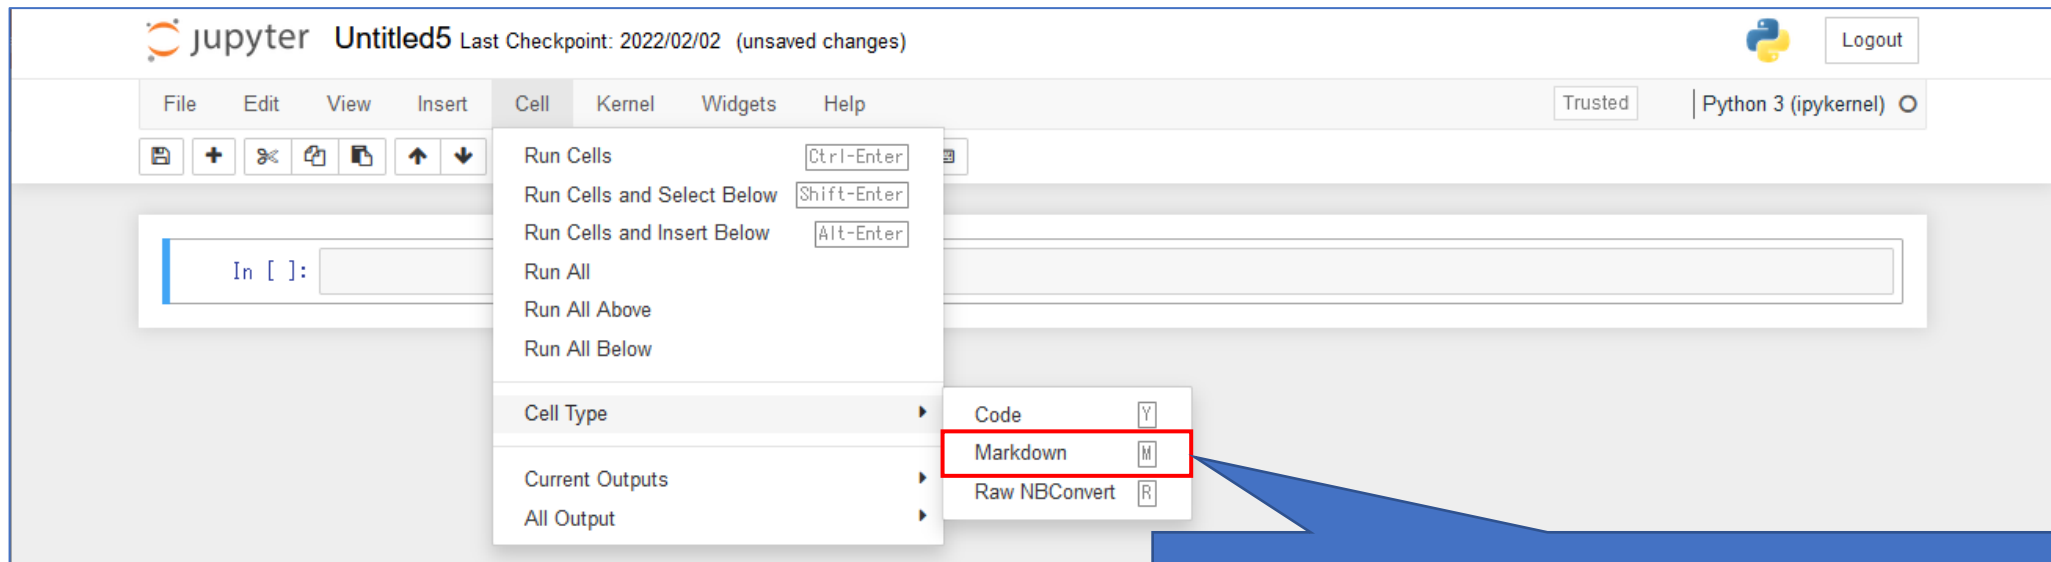 jupyter Untitled5 Last Checkpoint: 2022/02/02 (unsaved changes)
Logout
File Edit View Insert Cell Kernel Widgets Help
Trusted
Python 3 (ipykernel)
Run Cells Ctrl-Enter
Run Cells and Select Below Shift-Enter
Run Cells and Insert Below Alt-Enter
In [ ]:
Run All
Run All Above
Run All Below
Cell Type
Code Y
Markdown M
Raw NBConvert R
Current Outputs
All Output